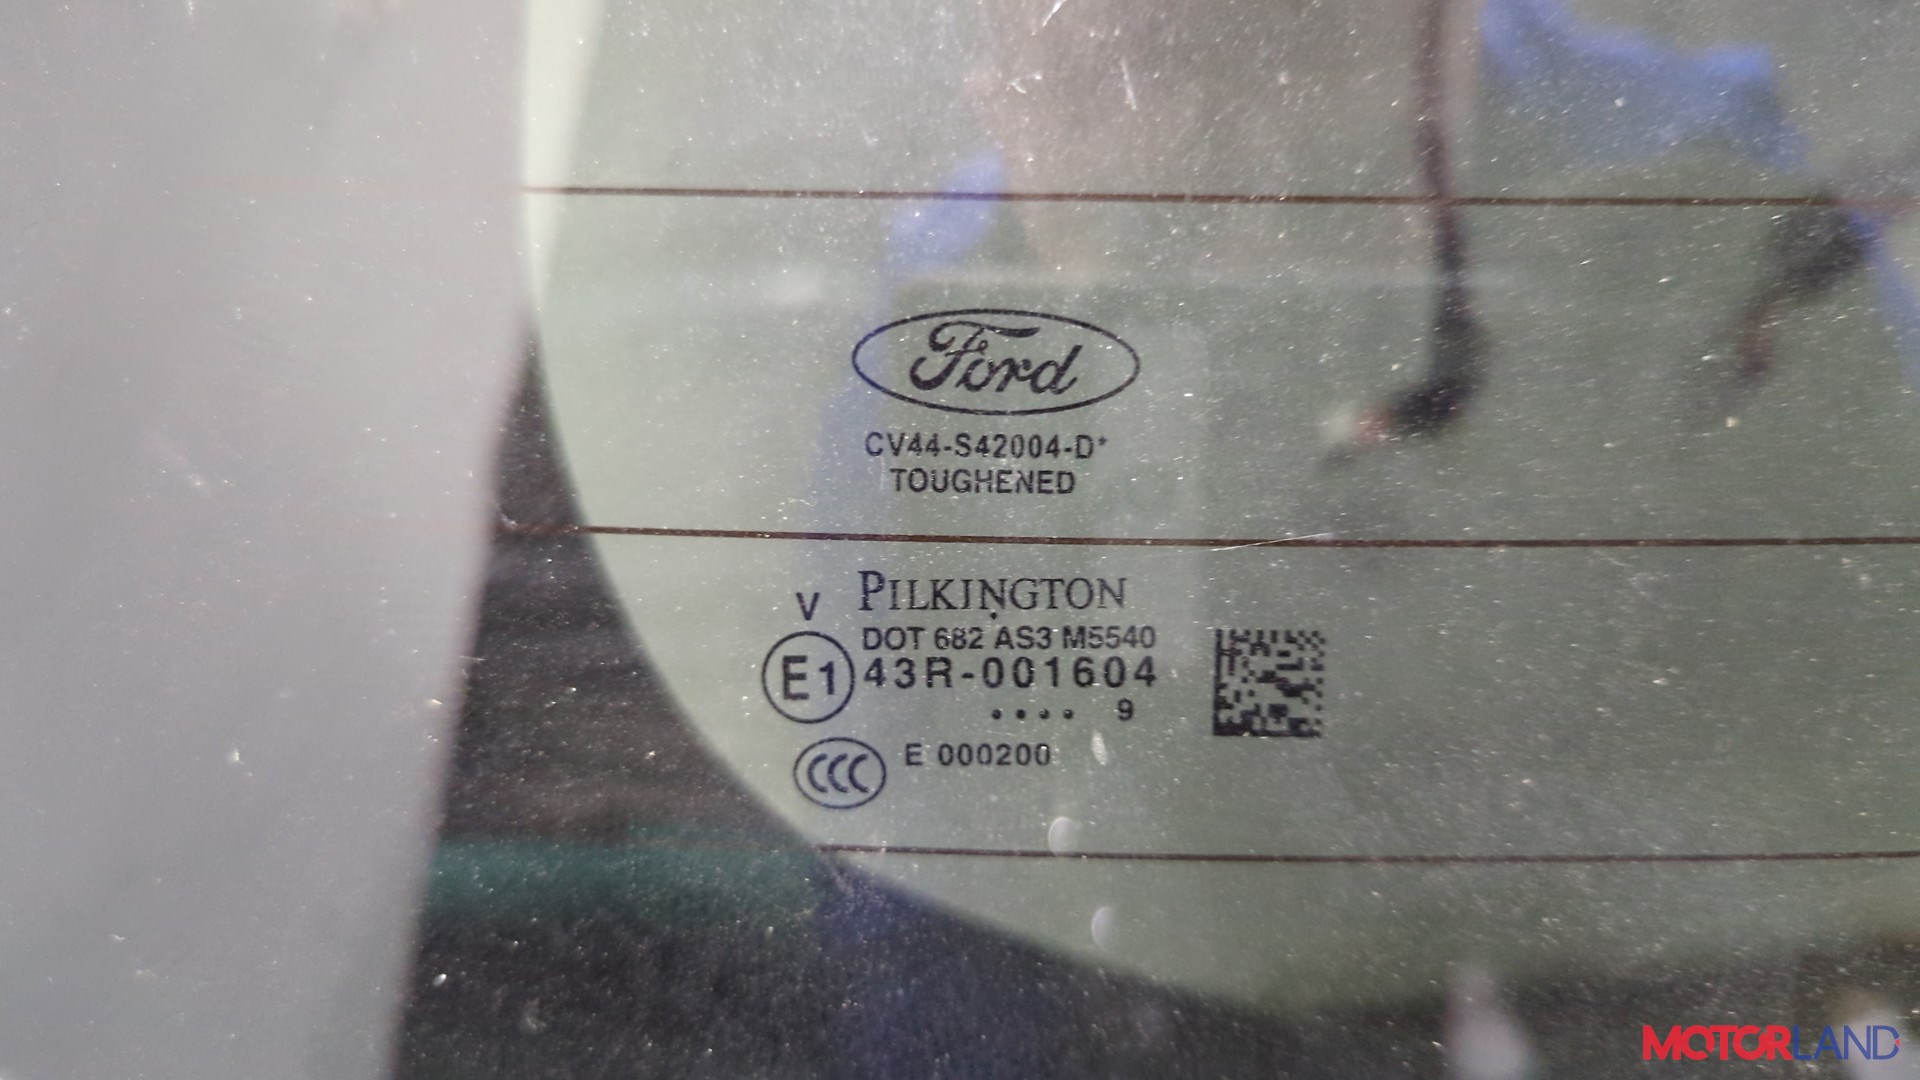 Ford
CV44-S42004-D*
TOUGHENED
PILKINGTON
V
DOT 682 AS3 M5540
E1 43R-001604
.... 9
CCC E 000200
MOTORLAND